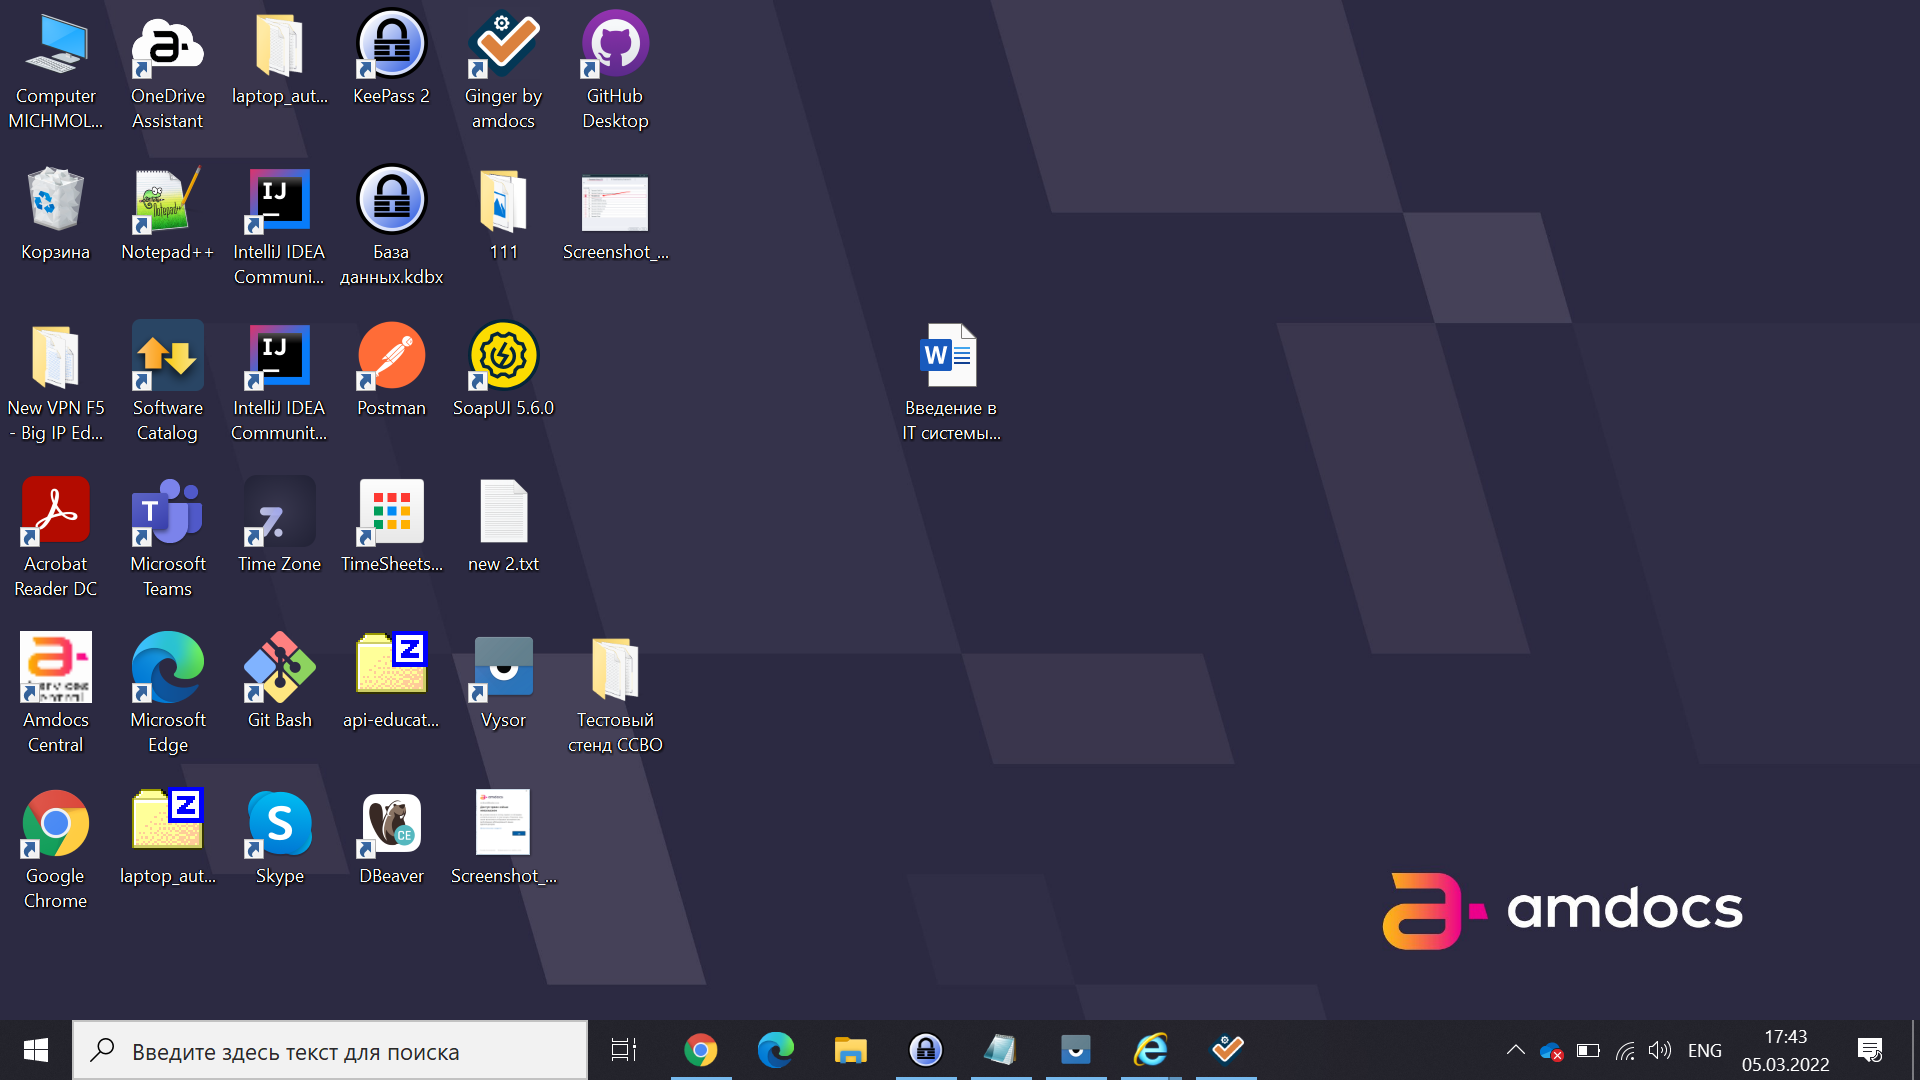 Computer
MICHMOL...
OneDrive
Assistant
laptop_aut...
KeePass 2
Ginger by
amdocs
GitHub
Desktop
Корзина
Notepad++
IntelliJ IDEA
Communi...
База
данных.kdbx
111
Screenshot_...
New VPN F5
- Big IP Ed...
Software
Catalog
IntelliJ IDEA
Communit...
Postman
SoapUI 5.6.0
Введение в
IT системы...
Acrobat
Reader DC
Microsoft
Teams
Time Zone
TimeSheets...
new 2.txt
Amdocs
Central
Microsoft
Edge
Git Bash
api-educat...
Vysor
Тестовый
стенд ССВО
Google
Chrome
laptop_aut...
Skype
DBeaver
Screenshot_...
amdocs
Введите здесь текст для поиска
ENG
17:43
05.03.2022